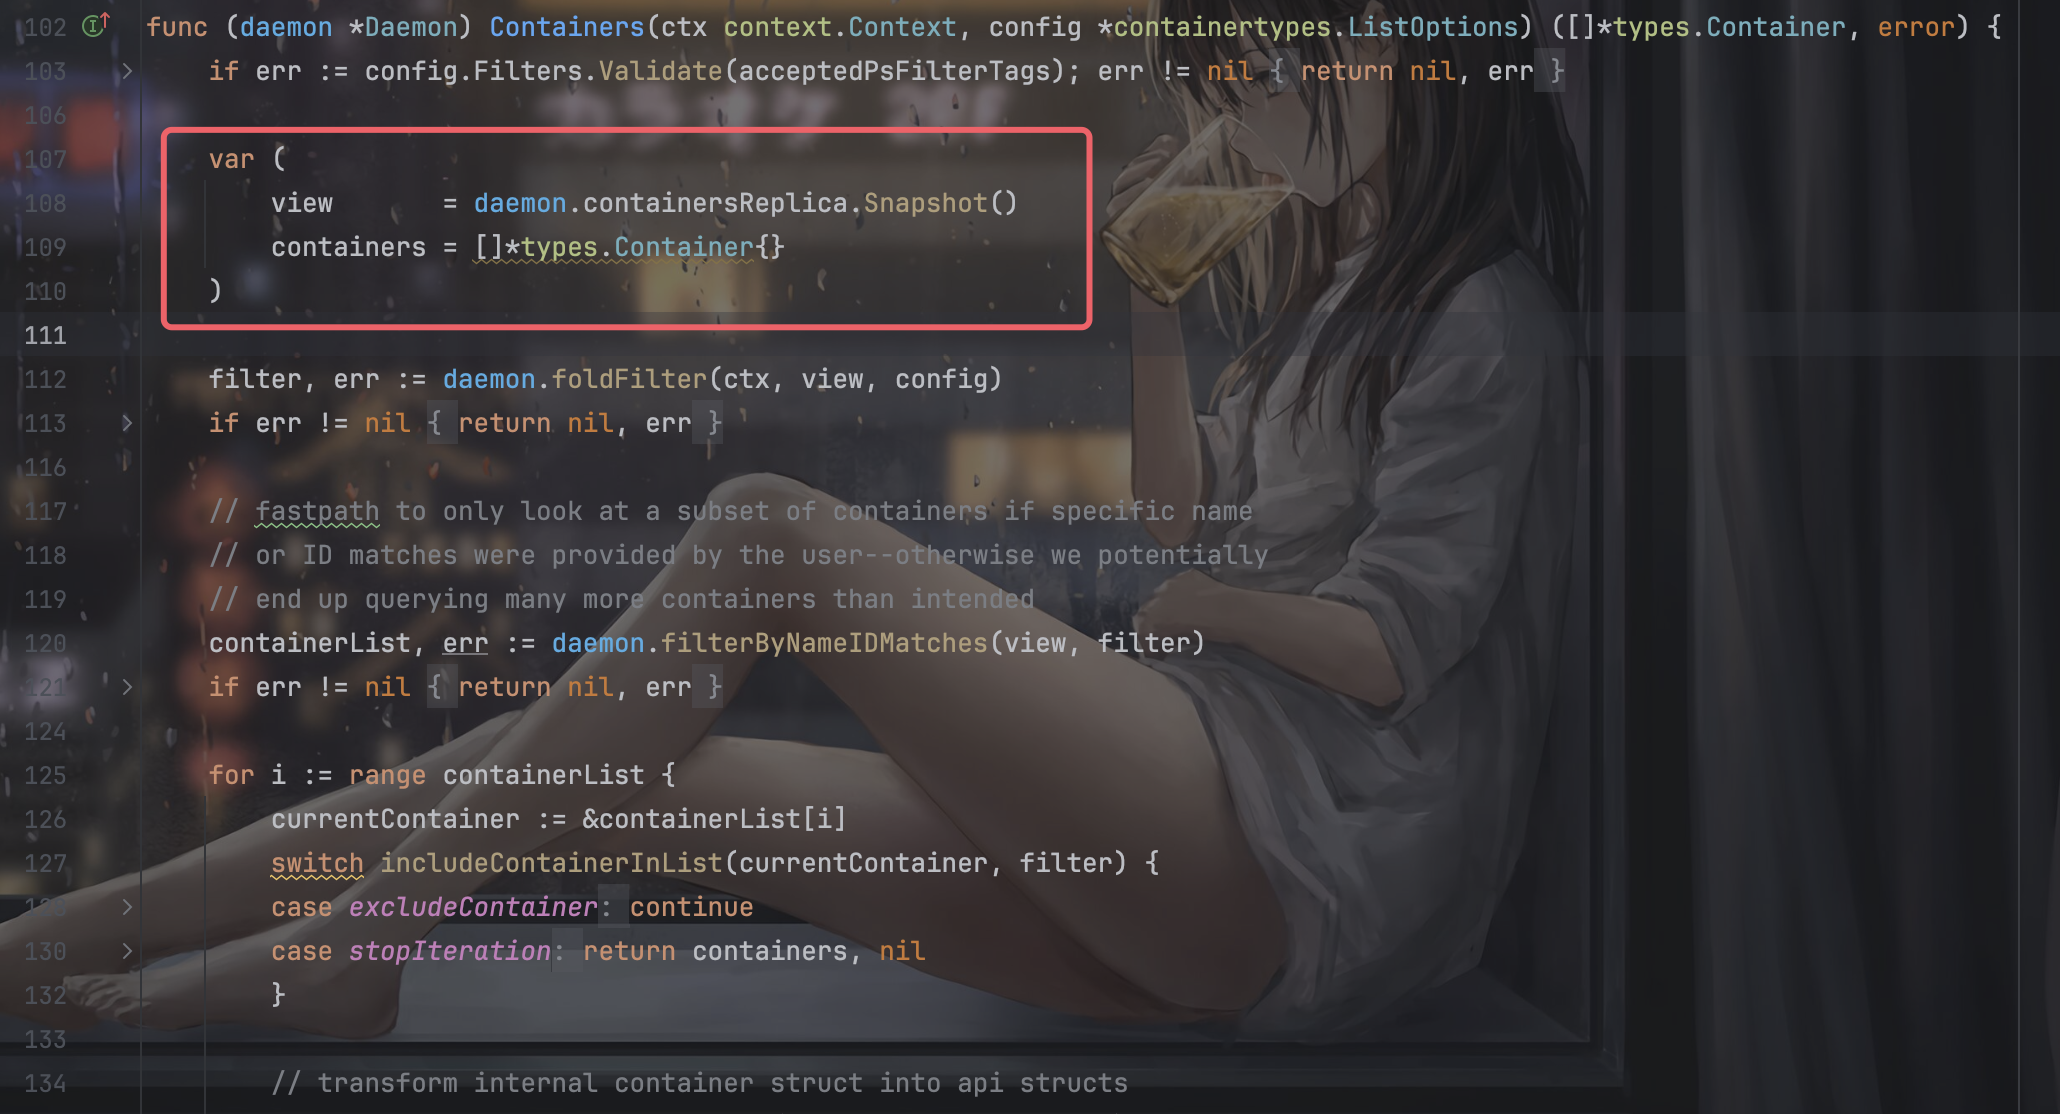 102 func (daemon *Daemon) Containers(ctx context.Context, config *containertypes.ListOptions) ([]*types.Container, error) {
103 if err := config.Filters.Validate(acceptedPsFilterTags); err != nil { return nil, err }
106
107 var (
108 view = daemon.containersReplica.Snapshot()
109 containers = []*types.Container{}
110 )
111
112 filter, err := daemon.foldFilter(ctx, view, config)
113 if err != nil { return nil, err }
116
117 // fastpath to only look at a subset of containers if specific name
118 // or ID matches were provided by the user--otherwise we potentially
119 // end up querying many more containers than intended
120 containerList, err := daemon.filterByNameIDMatches(view, filter)
121 if err != nil { return nil, err }
124
125 for i := range containerList {
126 currentContainer := &containerList[i]
127 switch includeContainerInList(currentContainer, filter) {
128 case excludeContainer: continue
130 case stopIteration: return containers, nil
132 }
133
134 // transform internal container struct into api structs